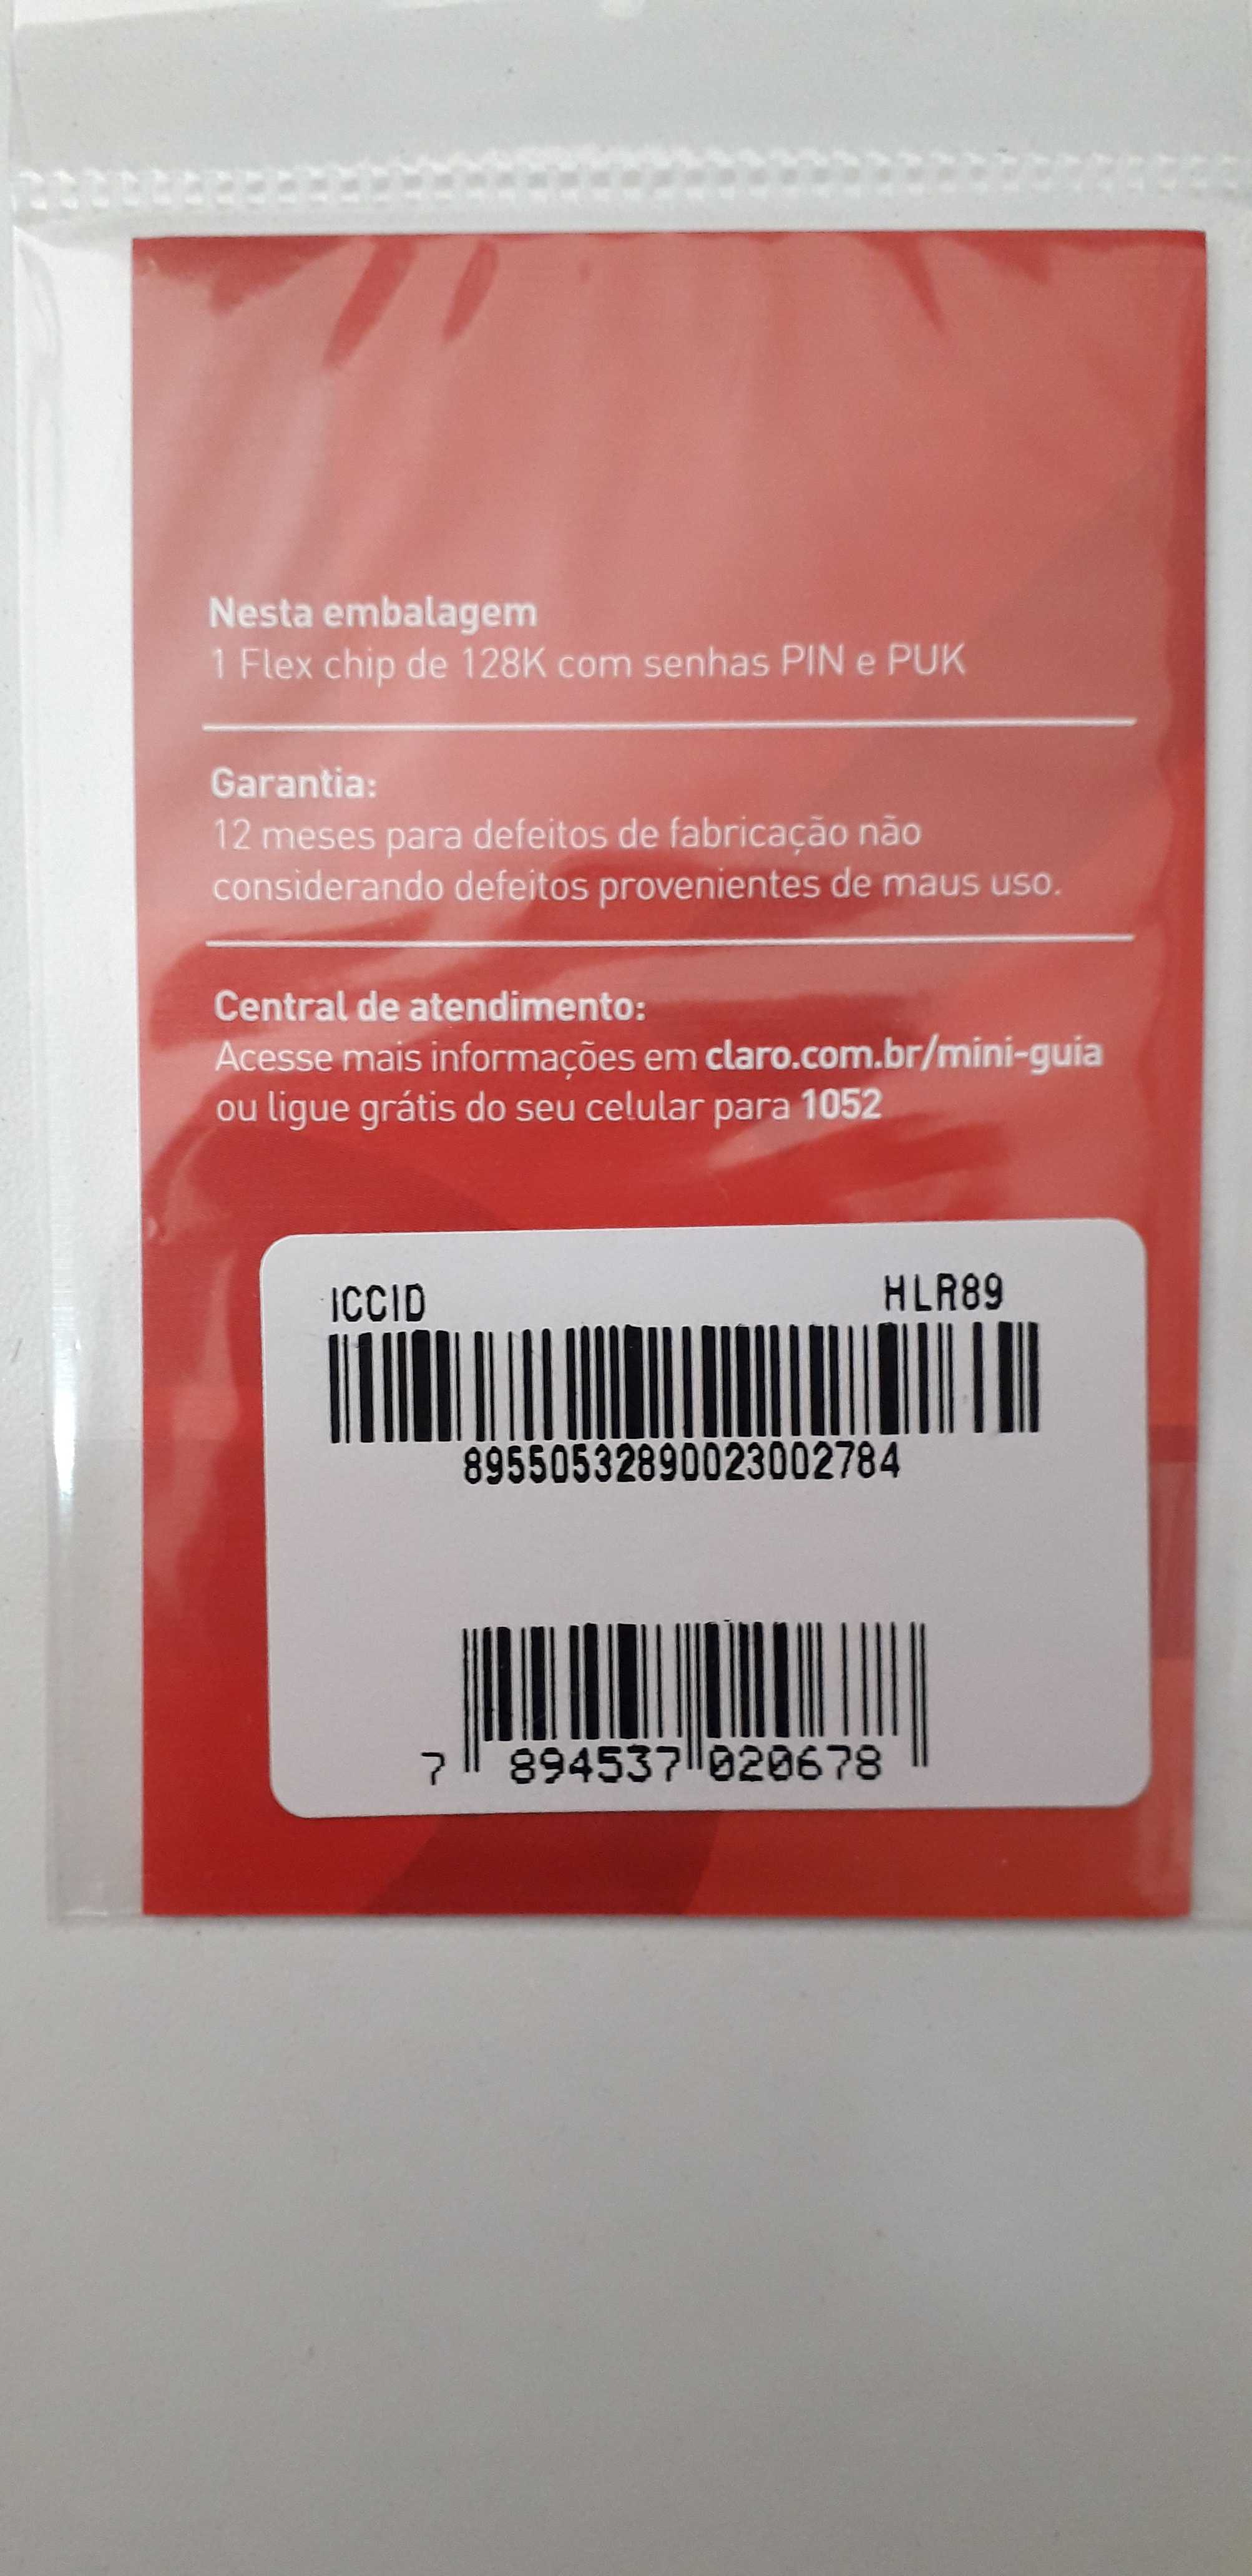 Nesta embalagem
1 Flex chip de 128K com senhas PIN e PUK
Garantia:
12 meses para defeitos de fabricação não
considerando defeitos provenientes de maus uso.
Central de atendimento:
Acesse mais informações em claro.com.br/mini-guia
ou ligue grátis do seu celular para 1052
ICCID HLR89
89550532890023002784
7 894537 020678